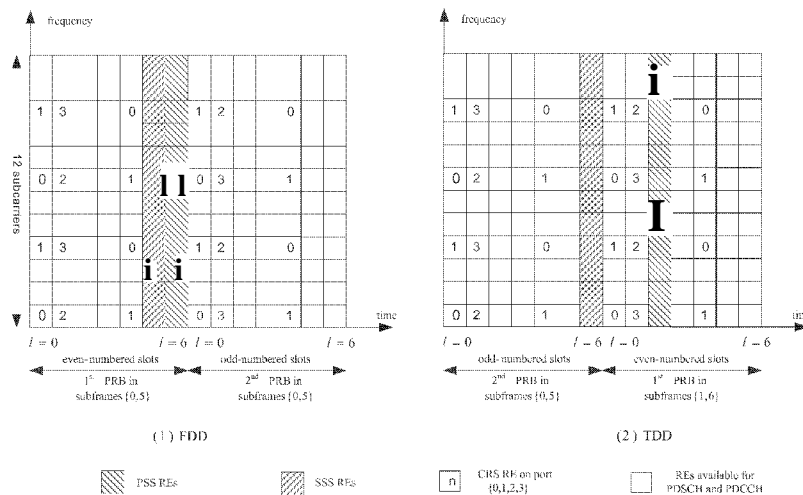 frequency
frequency
12 subcarriers
1 3 0 1 2 0
0 2 1 0 3 1
1 3 0 1 2 0
0 2 1 0 3 1
time
l = 0 l = 6 l = 0 l = 6
even-numbered slots odd-numbered slots
1st PRB in subframes {0,5}
2nd PRB in subframes {0,5}
(1) FDD
1 3 0 1 2 0
0 2 1 0 3 1
1 3 0 1 2 0
0 2 1 0 3 1
l = 0 l = 6 l = 0 l = 6
odd-numbered slots even-numbered slots
2nd PRB in subframes {0,5}
1st PRB in subframes {1,6}
(2) TDD
PSS REs
SSS REs
n
CRS RE on port
{0,1,2,3}
REs available for
PDSCH and PDCCH